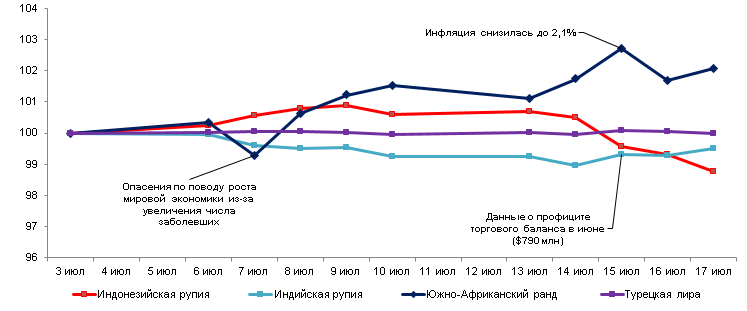 104
103
102
101
100
99
98
97
96
Инфляция снизилась до 2,1%
Опасения по поводу роста
мировой экономики из-за
увеличения числа
заболевших
Данные о профиците
торгового баланса в июне
($790 млн)
3 июл 4 июл 5 июл 6 июл 7 июл 8 июл 9 июл 10 июл 11 июл 12 июл 13 июл 14 июл 15 июл 16 июл 17 июл
Индонезийская рупия Индийская рупия Южно-Африканский ранд Турецкая лира